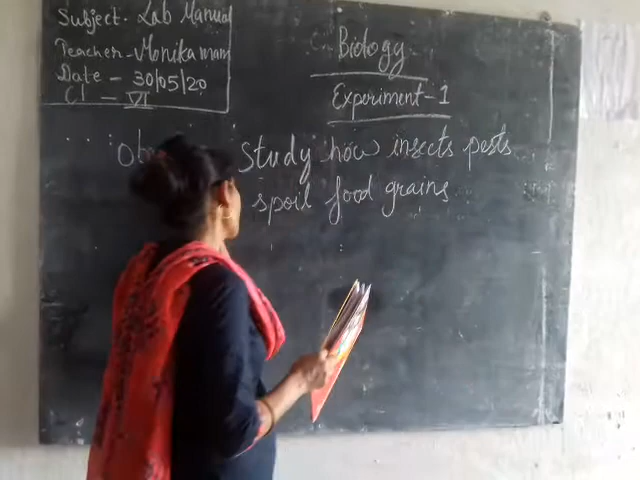 Subject- Lab Manual
Teacher-Monika mam
Date - 30/05/20
Cl - VI
Biology
Experiment-1
Study how insects pests
spoil food grains